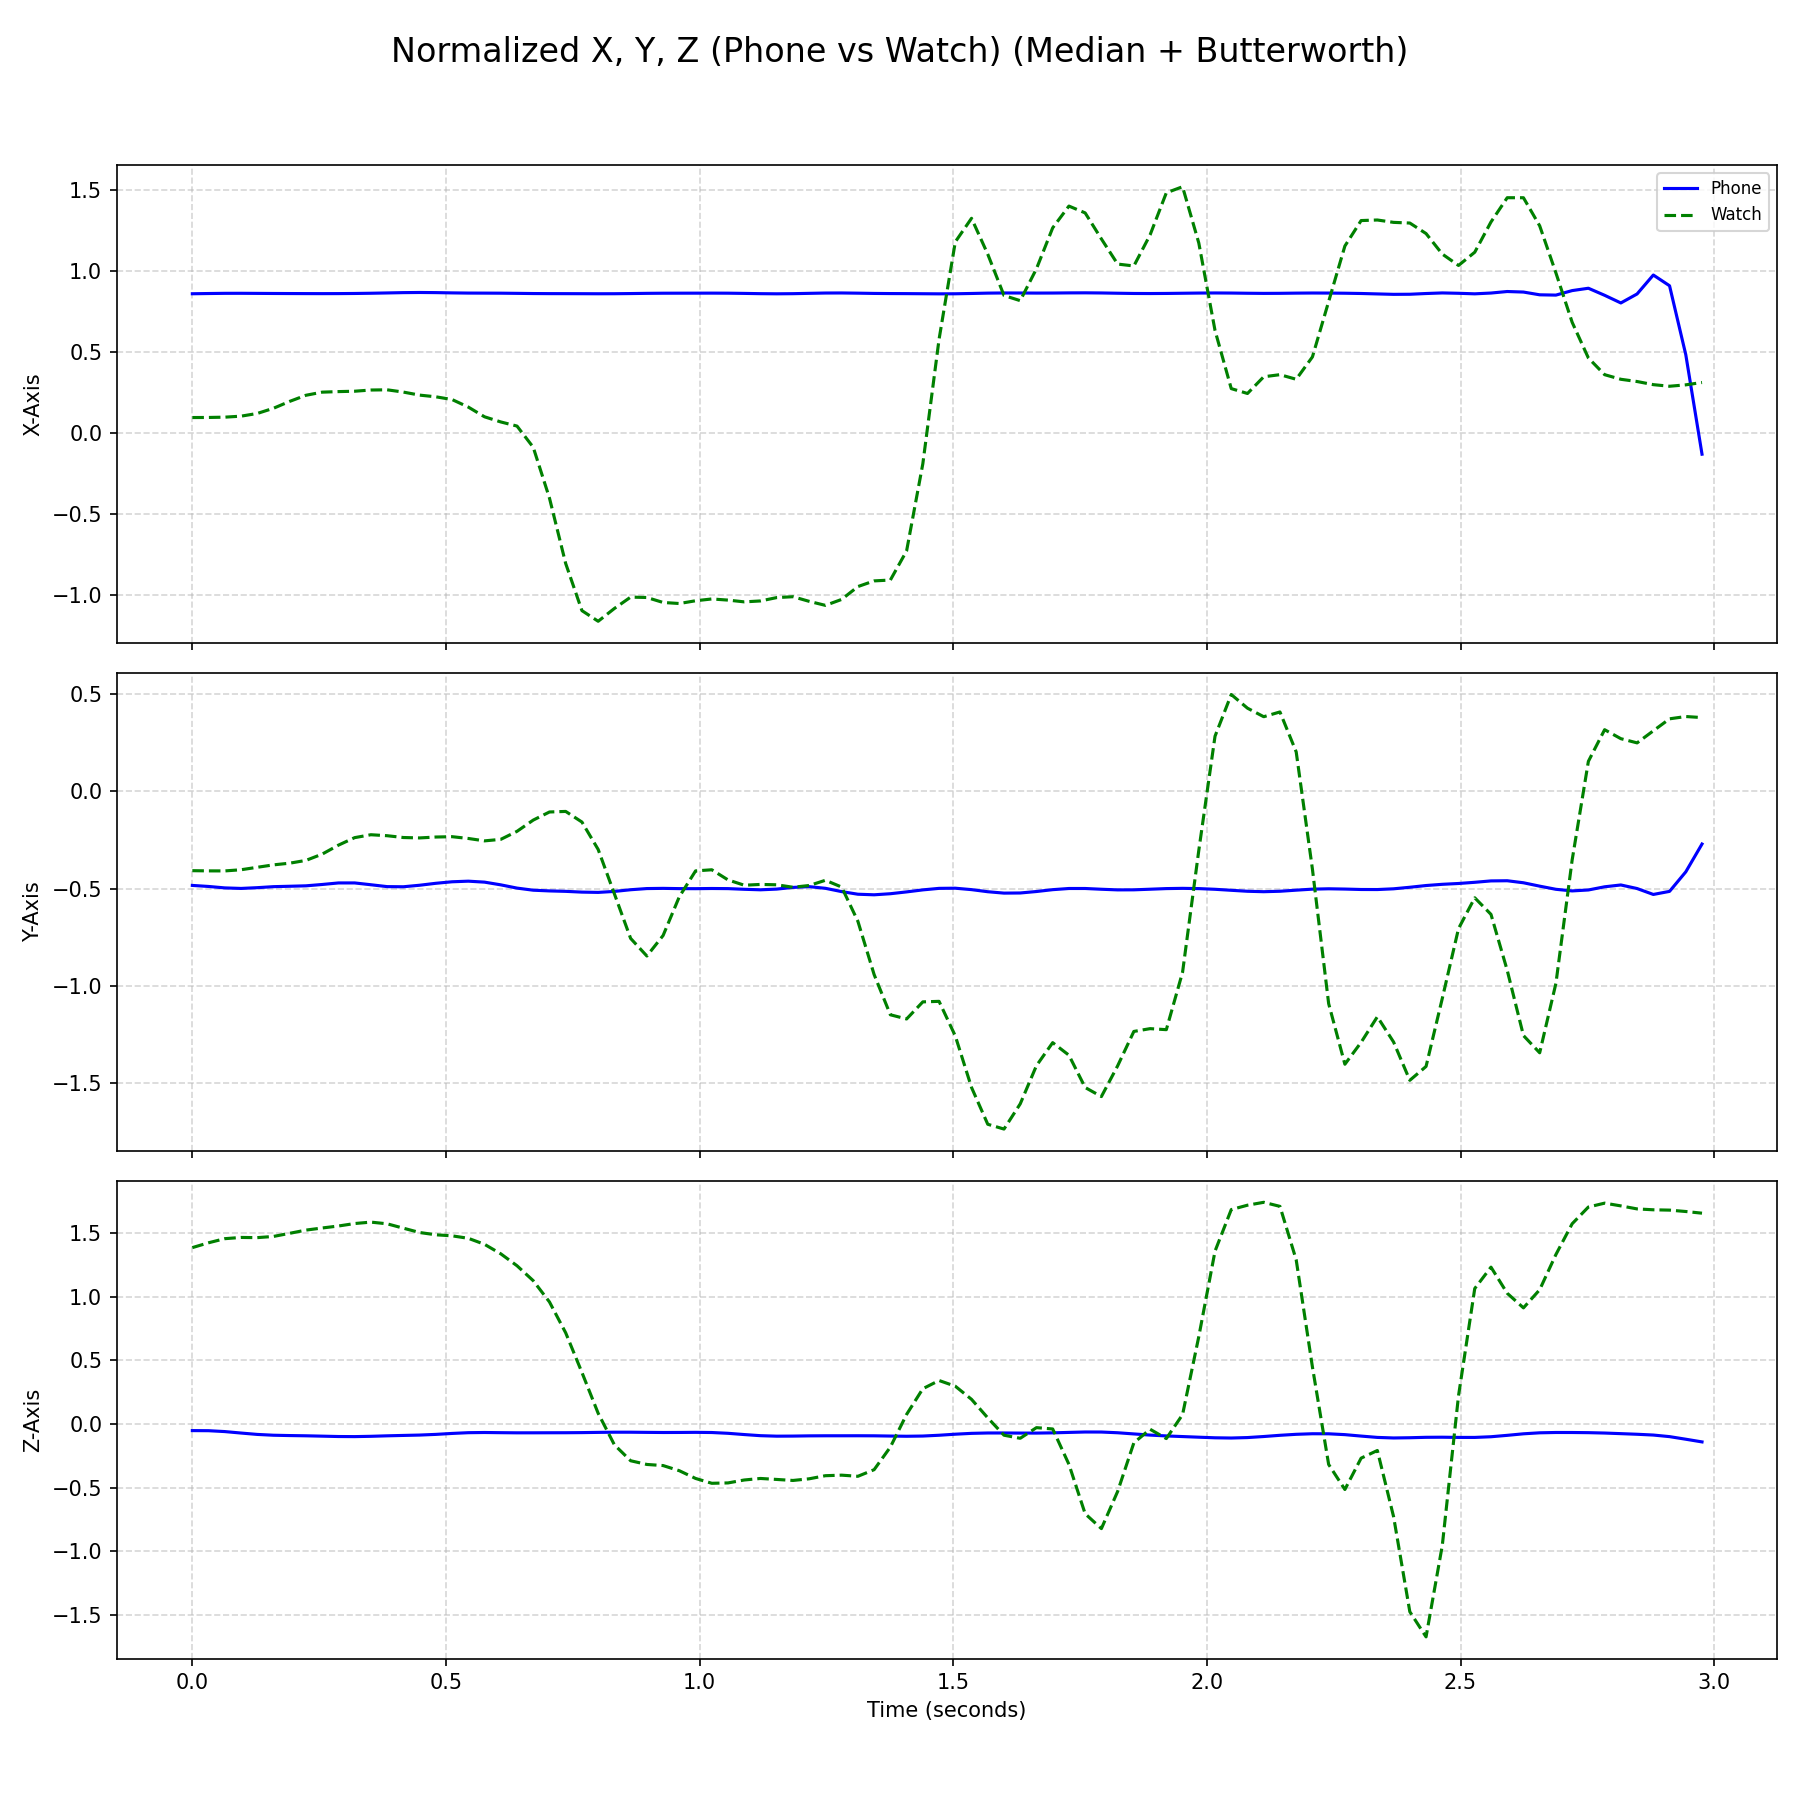 Normalized X, Y, Z (Phone vs Watch) (Median + Butterworth)
Phone
Watch
X-Axis
1.5
1.0
0.5
0.0
−0.5
−1.0
Y-Axis
0.5
0.0
−0.5
−1.0
−1.5
Z-Axis
1.5
1.0
0.5
0.0
−0.5
−1.0
−1.5
0.0 0.5 1.0 1.5 2.0 2.5 3.0
Time (seconds)